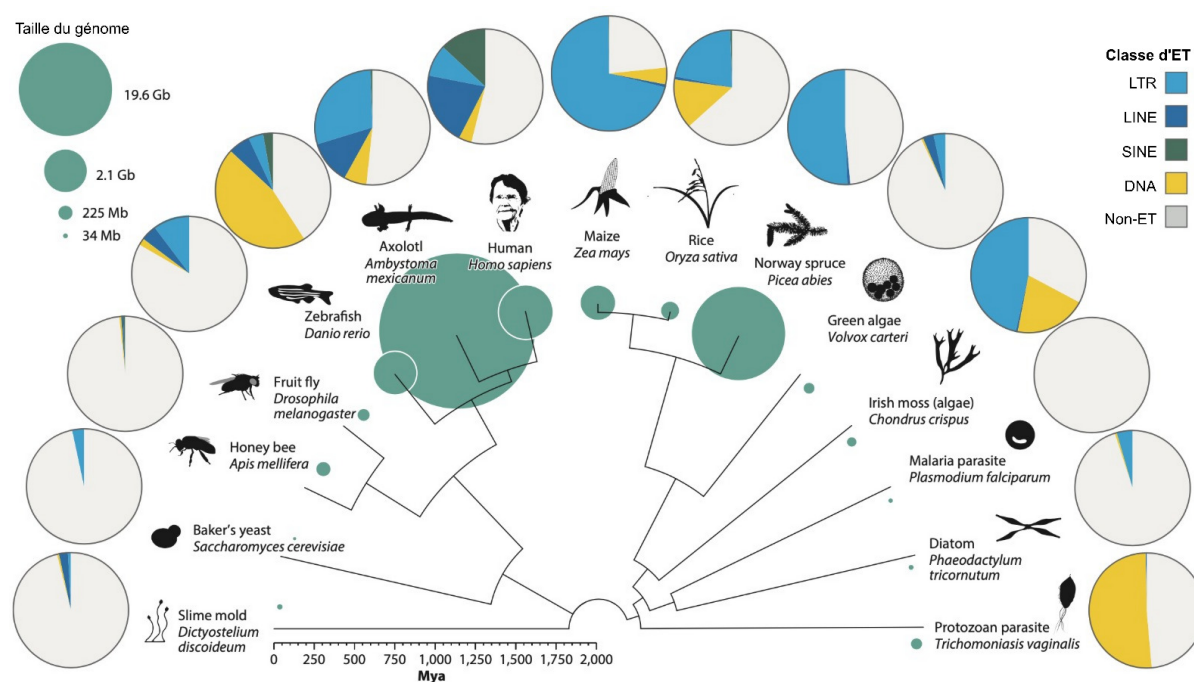 Taille du génome
19.6 Gb
2.1 Gb
225 Mb
34 Mb
Classe d'ET
LTR
LINE
SINE
DNA
Non-ET
Axolotl
Ambystoma
mexicanum
Human
Homo sapiens
Maize
Zea mays
Rice
Oryza sativa
Norway spruce
Picea abies
Zebrafish
Danio rerio
Green algae
Volvox carteri
Fruit fly
Drosophila
melanogaster
Irish moss (algae)
Chondrus crispus
Honey bee
Apis mellifera
Malaria parasite
Plasmodium falciparum
Baker's yeast
Saccharomyces cerevisiae
Diatom
Phaeodactylum
tricornutum
Slime mold
Dictyostelium
discoideum
Protozoan parasite
Trichomoniasis vaginalis
0 250 500 750 1,000 1,250 1,500 1,750 2,000
Mya